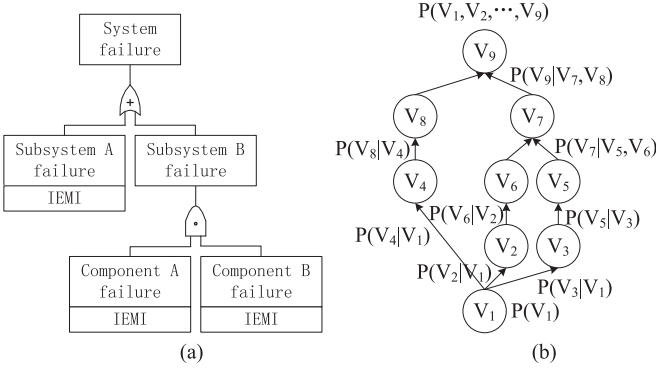 System
failure
+
Subsystem A
failure
IEMI
Subsystem B
failure
Component A
failure
IEMI
Component B
failure
IEMI
(a)
P(V₁,V₂,⋯,V₉)
V₉
P(V₉|V₇,V₈)
V₈
V₇
P(V₈|V₄)
P(V₇|V₅,V₆)
V₄
V₆
V₅
P(V₆|V₂)
P(V₅|V₃)
P(V₄|V₁)
V₂
V₃
P(V₂|V₁)
P(V₃|V₁)
V₁
P(V₁)
(b)